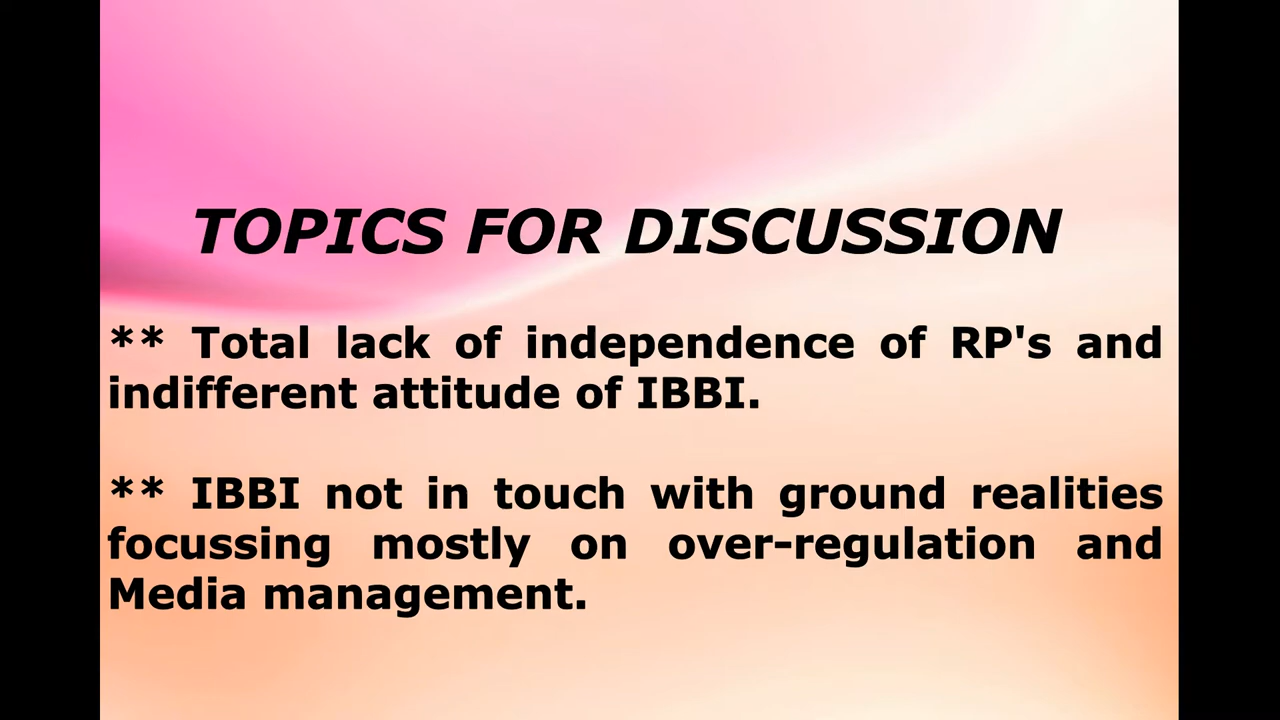 TOPICS FOR DISCUSSION
** Total lack of independence of RP's and
indifferent attitude of IBBI.
** IBBI not in touch with ground realities
focussing mostly on over-regulation and
Media management.